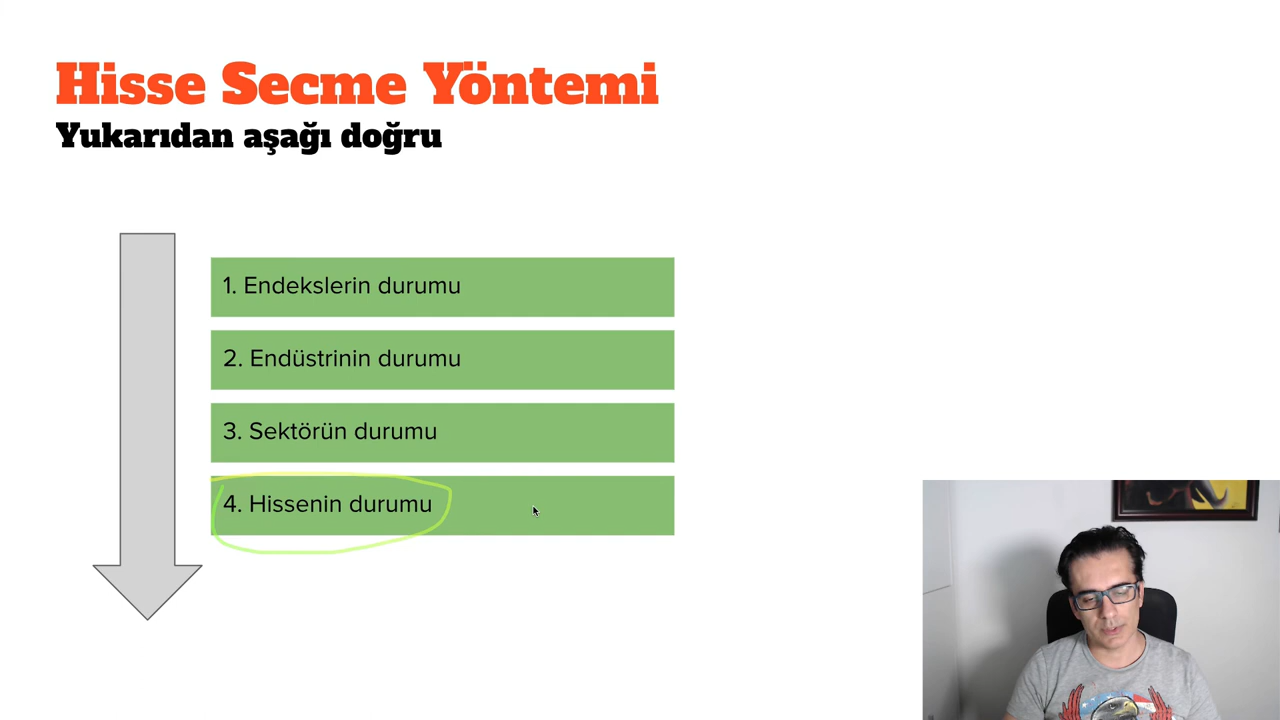 Hisse Secme Yöntemi
Yukarıdan aşağı doğru
1. Endekslerin durumu
2. Endüstrinin durumu
3. Sektörün durumu
4. Hissenin durumu